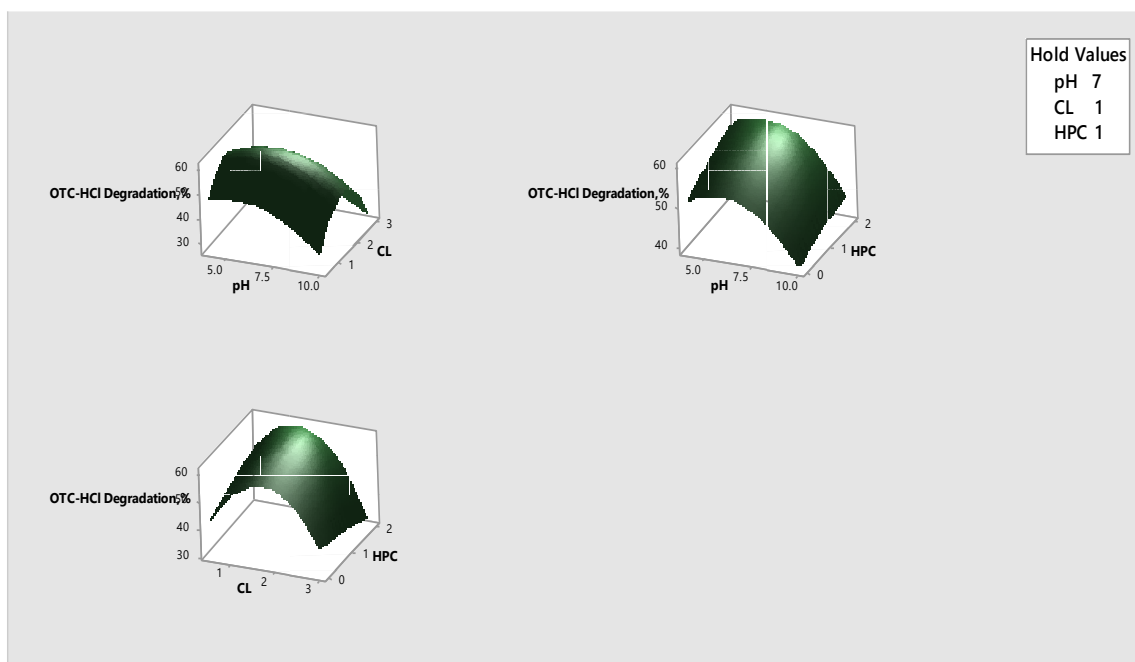 Hold Values
pH 7
CL 1
HPC 1
60
50
40
30
OTC-HCl Degradation,%
5.0
7.5
10.0
pH
1
2
3
CL
60
50
40
OTC-HCl Degradation,%
5.0
7.5
10.0
pH
0
1
2
HPC
60
50
40
30
OTC-HCl Degradation,%
1
2
3
CL
0
1
2
HPC